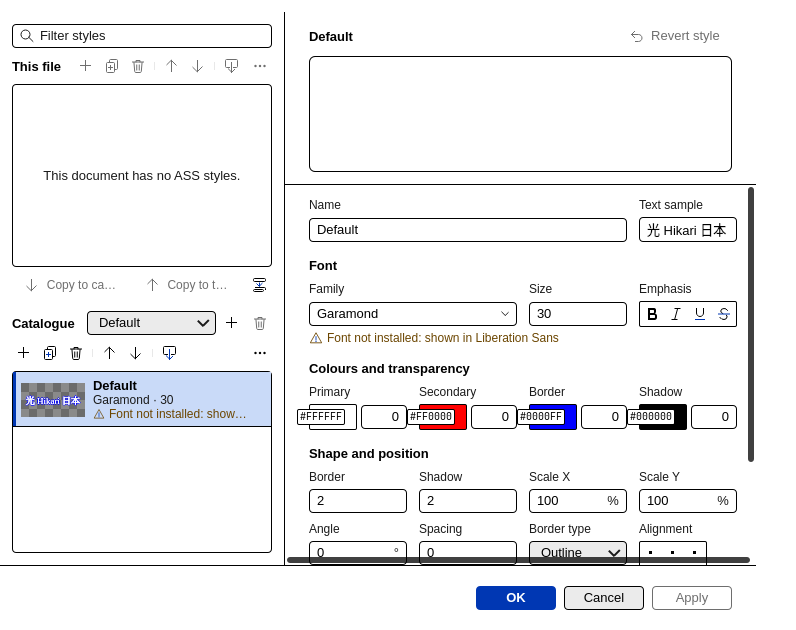 Filter styles
This file
This document has no ASS styles.
Copy to ca…
Copy to t…
Catalogue
Default
Default
Garamond · 30
Font not installed: show…
光 Hikari 日本
Default
Revert style
Name
Text sample
Default
光 Hikari 日本
Font
Family
Size
Emphasis
Garamond
30
B I U S
Font not installed: shown in Liberation Sans
Colours and transparency
Primary
Secondary
Border
Shadow
#FFFFFF
0
#FF0000
0
#0000FF
0
#000000
0
Shape and position
Border
Shadow
Scale X
Scale Y
2
2
100 %
100 %
Angle
Spacing
Border type
Alignment
0 °
0
Outline
OK
Cancel
Apply